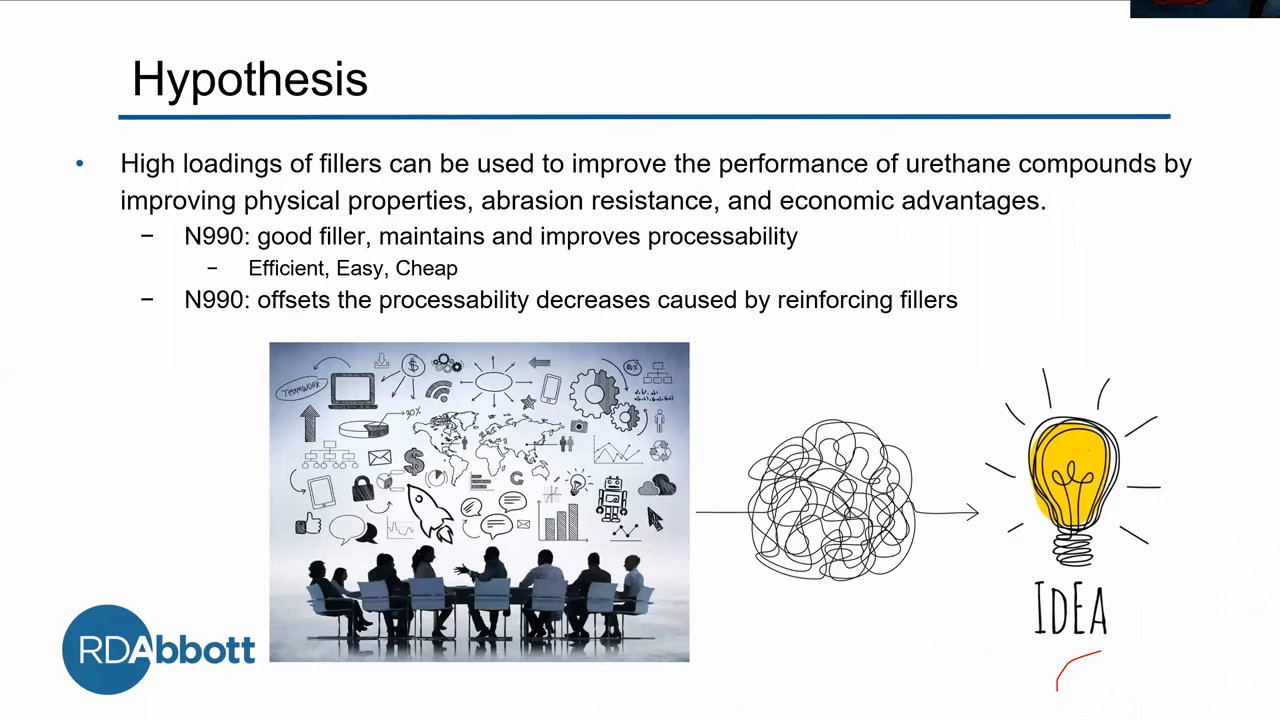 Hypothesis
• High loadings of fillers can be used to improve the performance of urethane compounds by
improving physical properties, abrasion resistance, and economic advantages.
− N990: good filler, maintains and improves processability
− Efficient, Easy, Cheap
− N990: offsets the processability decreases caused by reinforcing fillers
TEAMWORK
$
30%
$
IDEA
RDAbbott